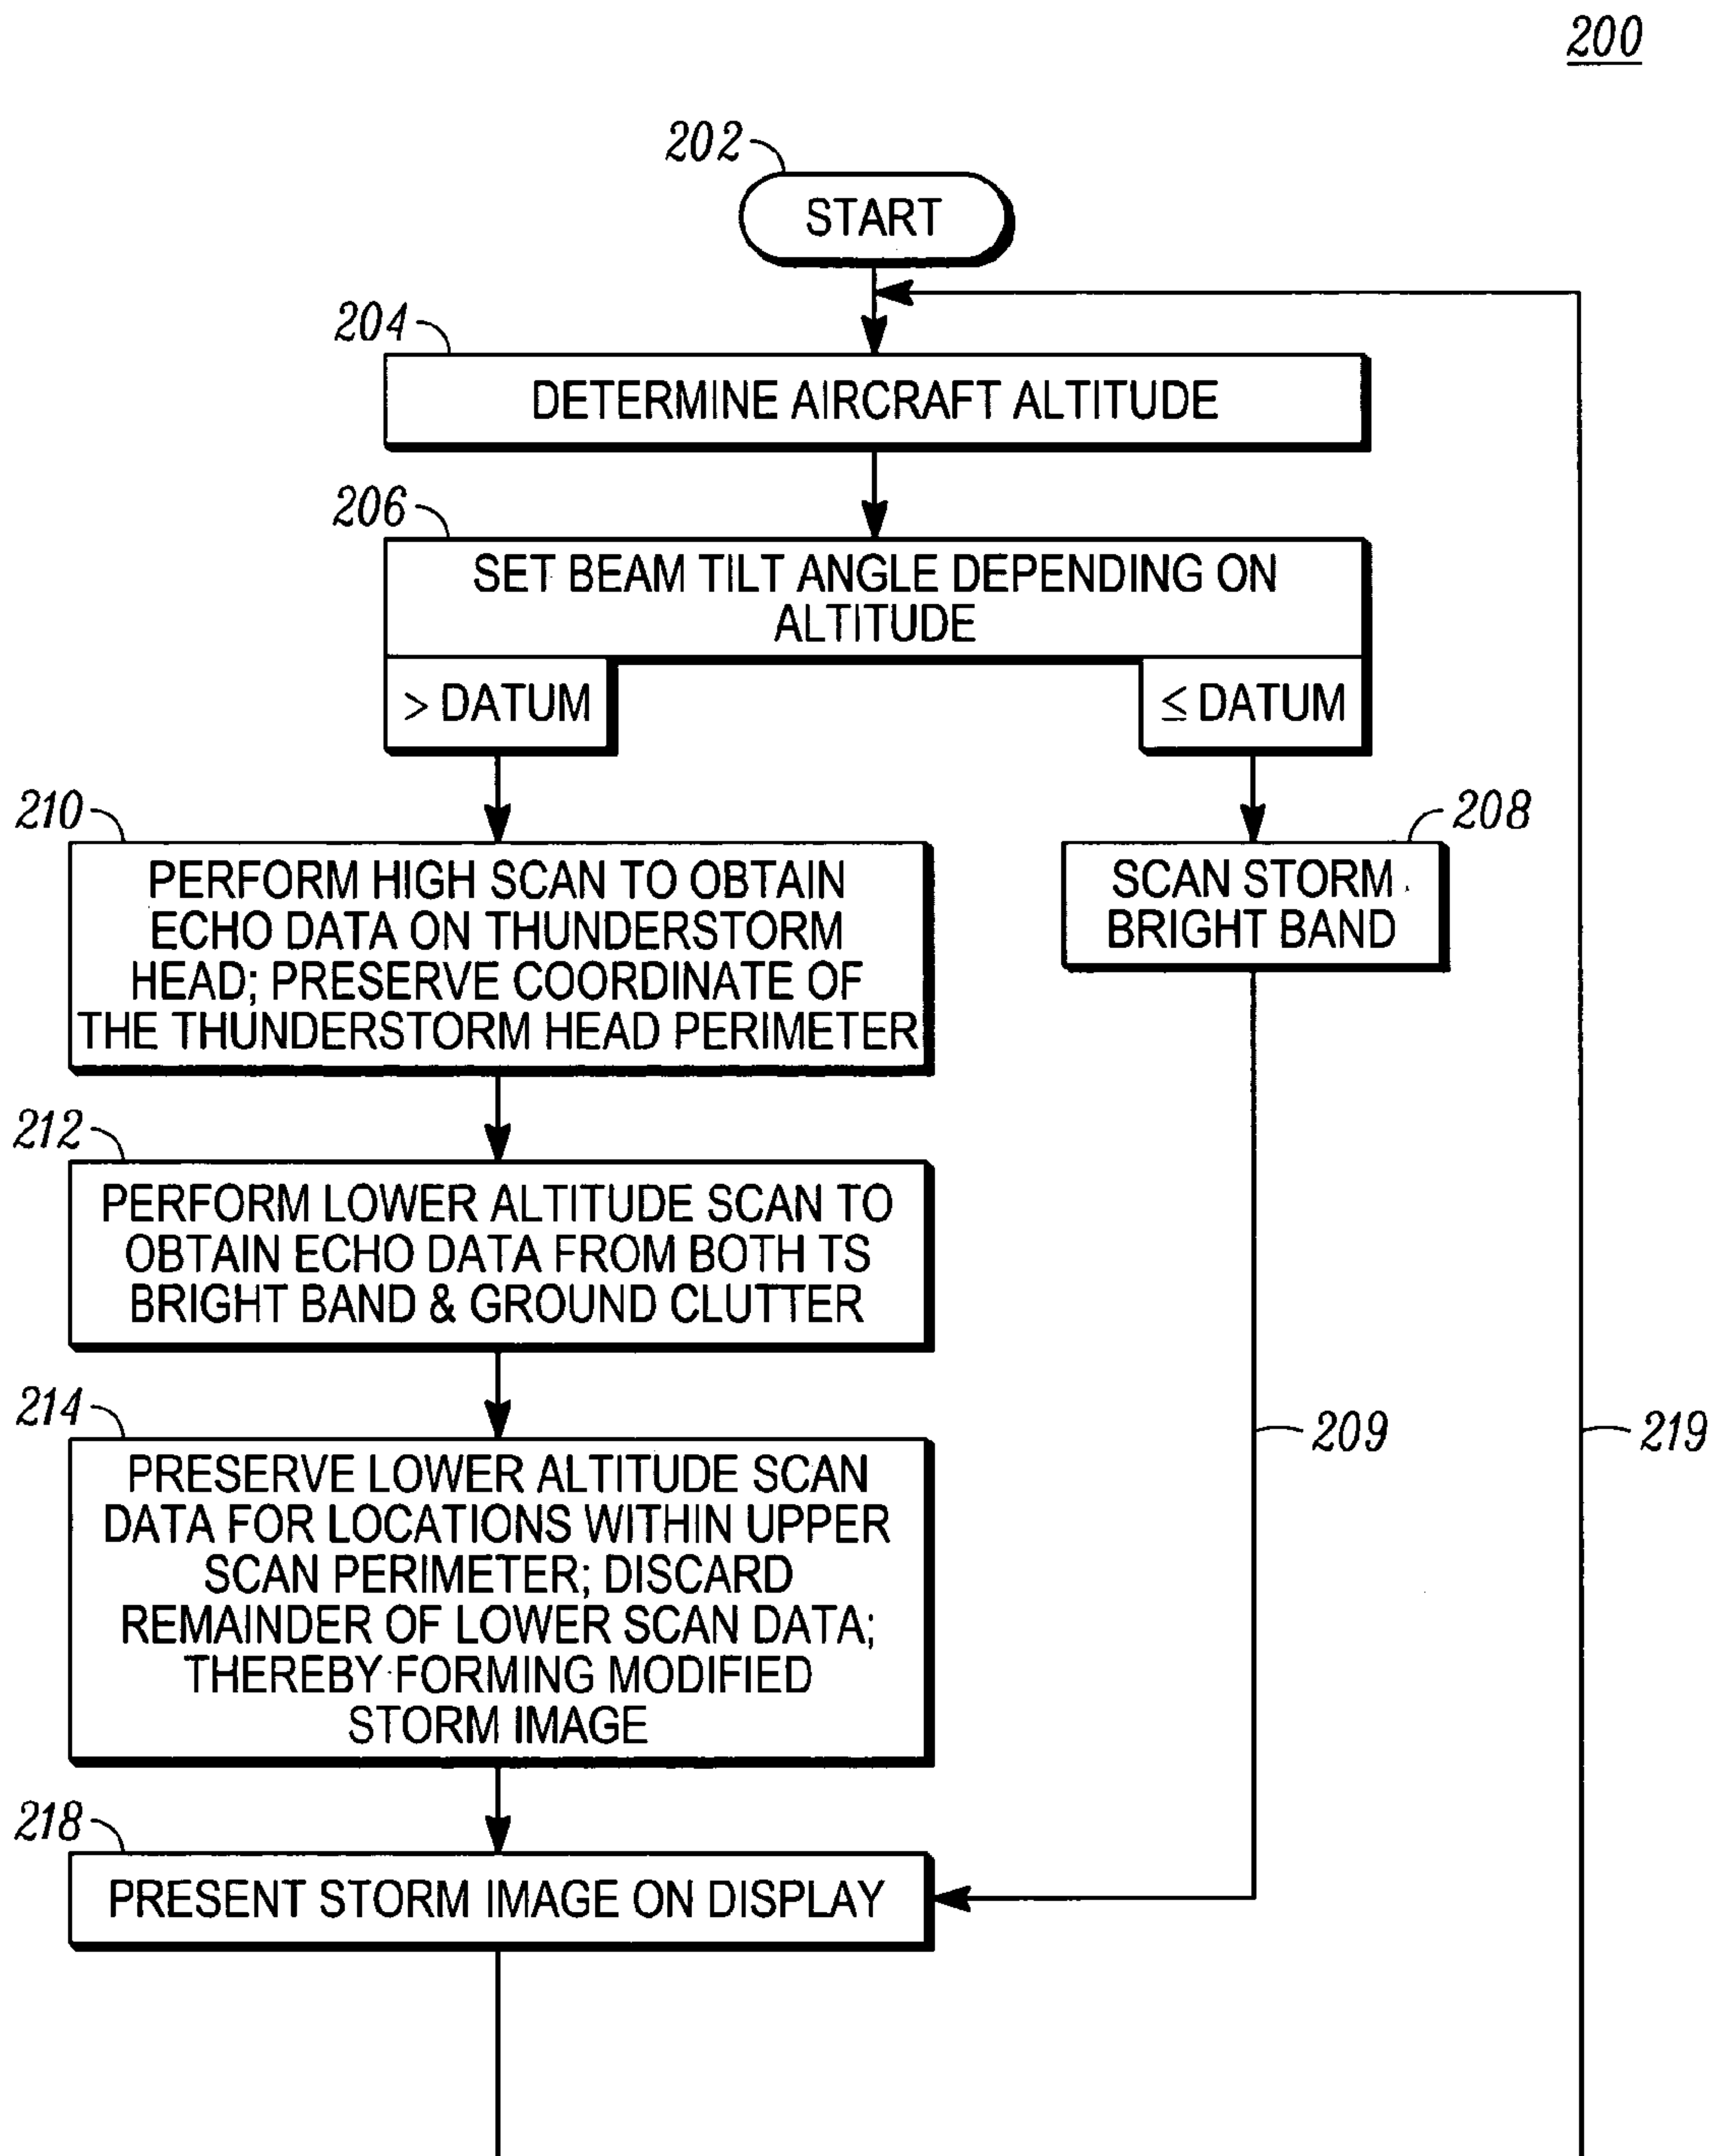 200
202
START
204
DETERMINE AIRCRAFT ALTITUDE
206
SET BEAM TILT ANGLE DEPENDING ON
ALTITUDE
> DATUM
≤ DATUM
210
PERFORM HIGH SCAN TO OBTAIN
ECHO DATA ON THUNDERSTORM
HEAD; PRESERVE COORDINATE OF
THE THUNDERSTORM HEAD PERIMETER
208
SCAN STORM
BRIGHT BAND
212
PERFORM LOWER ALTITUDE SCAN TO
OBTAIN ECHO DATA FROM BOTH TS
BRIGHT BAND & GROUND CLUTTER
214
PRESERVE LOWER ALTITUDE SCAN
DATA FOR LOCATIONS WITHIN UPPER
SCAN PERIMETER; DISCARD
REMAINDER OF LOWER SCAN DATA;
THEREBY FORMING MODIFIED
STORM IMAGE
209
219
218
PRESENT STORM IMAGE ON DISPLAY